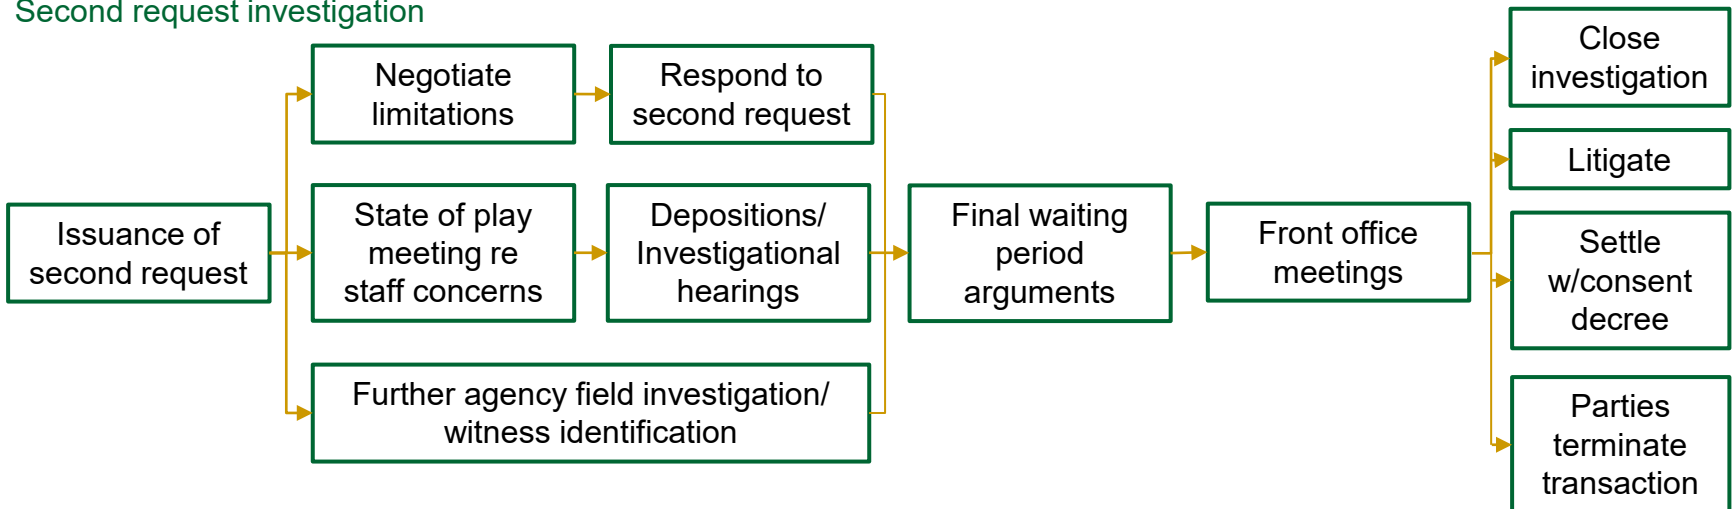 Second request investigation
Issuance of
second request
Negotiate
limitations
Respond to
second request
State of play
meeting re
staff concerns
Depositions/
Investigational
hearings
Further agency field investigation/
witness identification
Final waiting
period
arguments
Front office
meetings
Close
investigation
Litigate
Settle
w/consent
decree
Parties
terminate
transaction